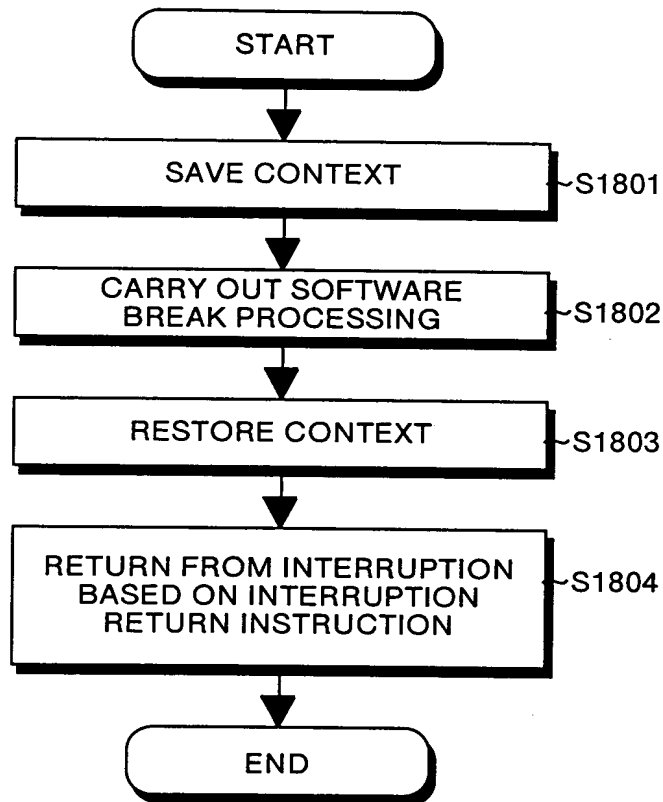 START
SAVE CONTEXT
S1801
CARRY OUT SOFTWARE
BREAK PROCESSING
S1802
RESTORE CONTEXT
S1803
RETURN FROM INTERRUPTION
BASED ON INTERRUPTION
RETURN INSTRUCTION
S1804
END